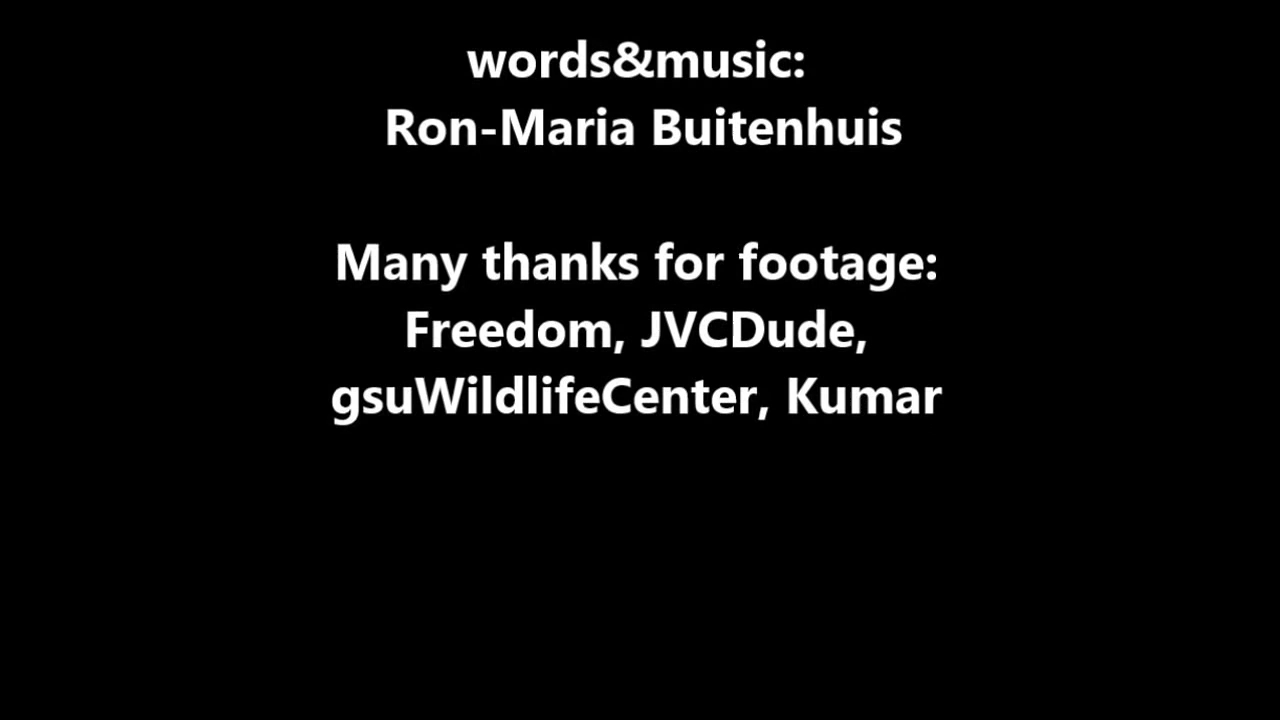 words&music:
Ron-Maria Buitenhuis
Many thanks for footage:
Freedom, JVCDude,
gsuWildlifeCenter, Kumar